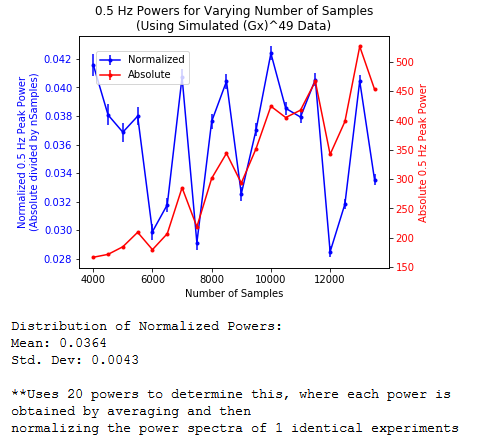 0.5 Hz Powers for Varying Number of Samples
(Using Simulated (Gx)^49 Data)
Normalized
Absolute
Normalized 0.5 Hz Peak Power
(Absolute divided by nSamples)
0.042
0.040
0.038
0.036
0.034
0.032
0.030
0.028
500
450
400
350
300
250
200
150
Absolute 0.5 Hz Peak Power
4000 6000 8000 10000 12000
Number of Samples
Distribution of Normalized Powers:
Mean: 0.0364
Std. Dev: 0.0043
**Uses 20 powers to determine this, where each power is
obtained by averaging and then
normalizing the power spectra of 1 identical experiments